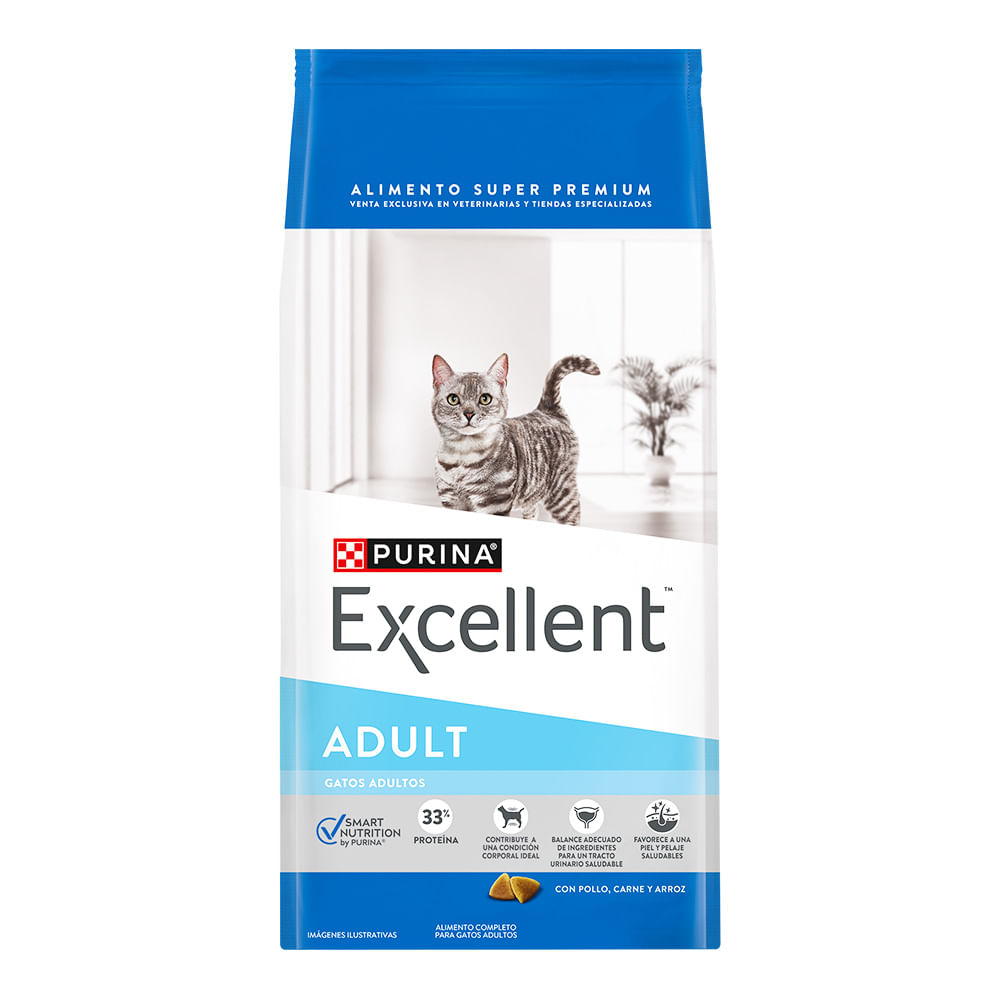 ALIMENTO SUPER PREMIUM
VENTA EXCLUSIVA EN VETERINARIAS Y TIENDAS ESPECIALIZADAS
PURINA®
Excellent™
ADULT
GATOS ADULTOS
SMART
NUTRITION
by PURINA®
33%
PROTEÍNA
CONTRIBUYE A
UNA CONDICIÓN
CORPORAL IDEAL
BALANCE ADECUADO
DE INGREDIENTES
PARA UN TRACTO
URINARIO SALUDABLE
FAVORECE A UNA
PIEL Y PELAJE
SALUDABLES
CON POLLO, CARNE Y ARROZ
IMÁGENES ILUSTRATIVAS
ALIMENTO COMPLETO
PARA GATOS ADULTOS